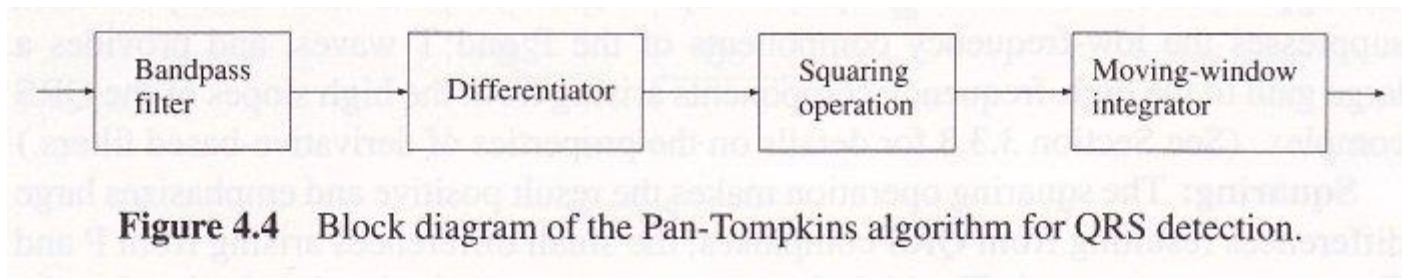 Bandpass
filter
Differentiator
Squaring
operation
Moving-window
integrator
Figure 4.4 Block diagram of the Pan-Tompkins algorithm for QRS detection.